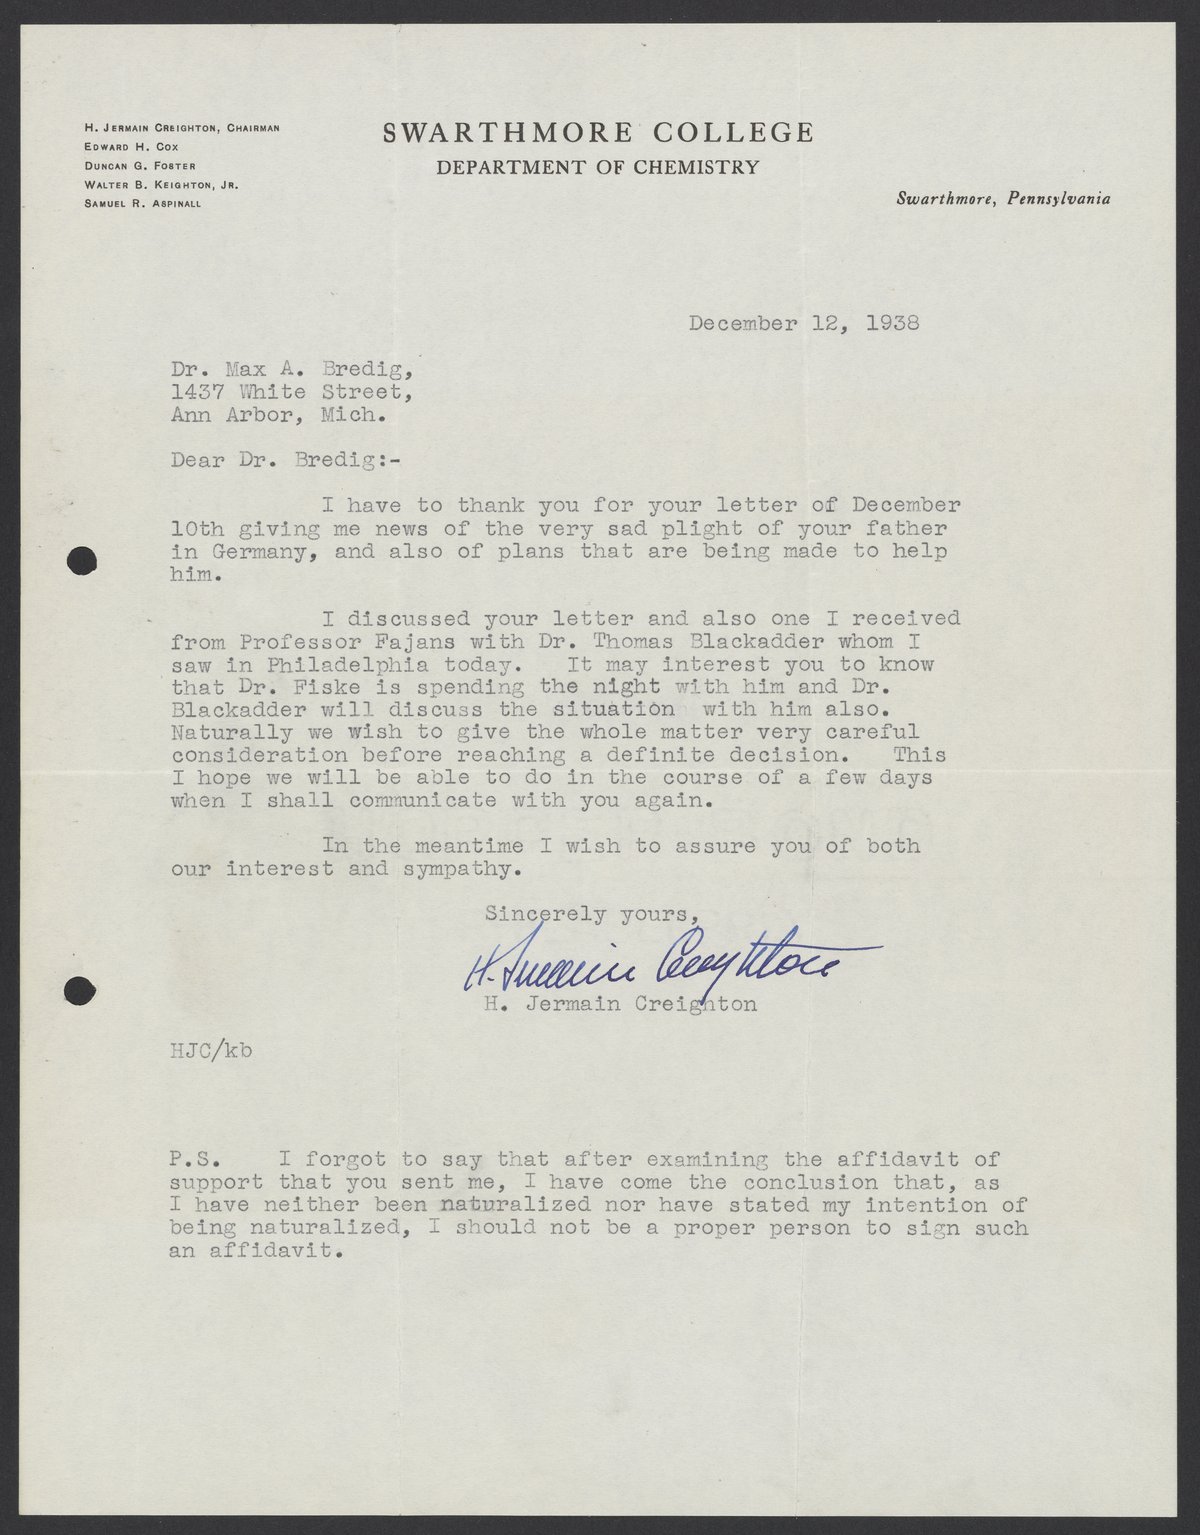 H. Jermain Creighton, Chairman
Edward H. Cox
Duncan G. Foster
Walter B. Keighton, Jr.
Samuel R. Aspinall
SWARTHMORE COLLEGE
DEPARTMENT OF CHEMISTRY
Swarthmore, Pennsylvania
December 12, 1938
Dr. Max A. Bredig,
1437 White Street,
Ann Arbor, Mich.
Dear Dr. Bredig:-
I have to thank you for your letter of December
10th giving me news of the very sad plight of your father
in Germany, and also of plans that are being made to help
him.
I discussed your letter and also one I received
from Professor Fajans with Dr. Thomas Blackadder whom I
saw in Philadelphia today. It may interest you to know
that Dr. Fiske is spending the night with him and Dr.
Blackadder will discuss the situation with him also.
Naturally we wish to give the whole matter very careful
consideration before reaching a definite decision. This
I hope we will be able to do in the course of a few days
when I shall communicate with you again.
In the meantime I wish to assure you of both
our interest and sympathy.
Sincerely yours,
H. Jermain Creighton
H. Jermain Creighton
HJC/kb
P.S. I forgot to say that after examining the affidavit of
support that you sent me, I have come the conclusion that, as
I have neither been naturalized nor have stated my intention of
being naturalized, I should not be a proper person to sign such
an affidavit.